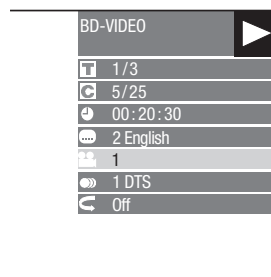 BD-VIDEO
T 1/3
C 5/25
00:20:30
2 English
1
1 DTS
Off